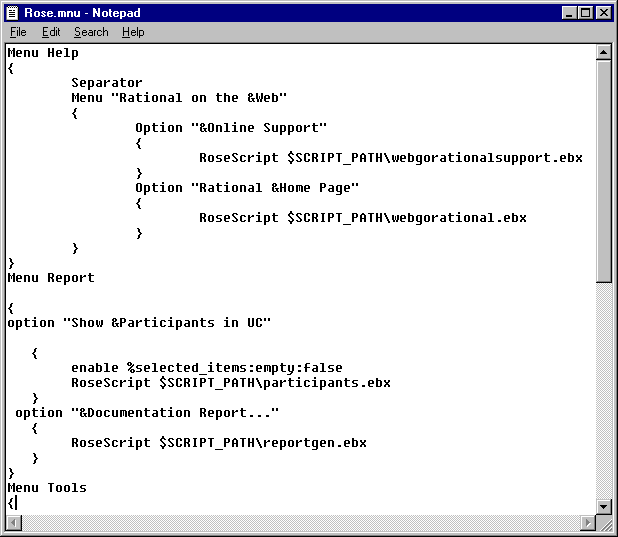 Rose.mnu - Notepad
File Edit Search Help
Menu Help
{
Separator
Menu "Rational on the &Web"
{
Option "&Online Support"
{
RoseScript $SCRIPT_PATH\webgorationalsupport.ebx
}
Option "Rational &Home Page"
{
RoseScript $SCRIPT_PATH\webgorational.ebx
}
}
}
Menu Report
{
option "Show &Participants in UC"
{
enable %selected_items:empty:false
RoseScript $SCRIPT_PATH\participants.ebx
}
option "&Documentation Report..."
{
RoseScript $SCRIPT_PATH\reportgen.ebx
}
}
Menu Tools
{